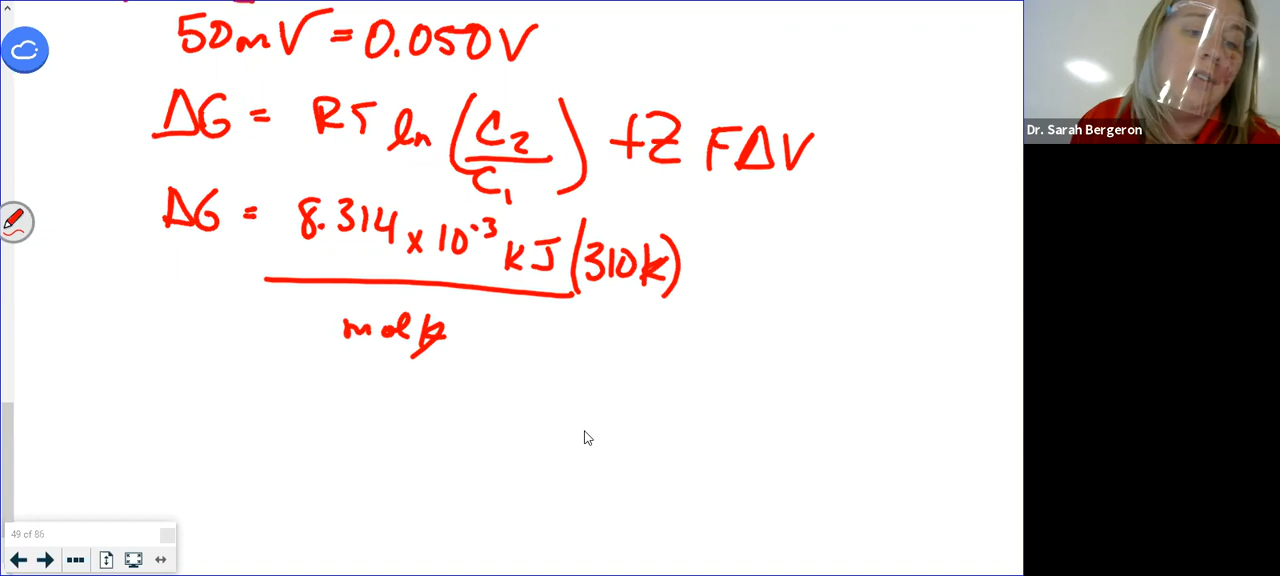 50mV = 0.050V
ΔG = RT ln (C2/C1) + Z FΔV
Dr. Sarah Bergeron
ΔG = 8.314 x 10-3 kJ (310K)
mol K
49 of 86